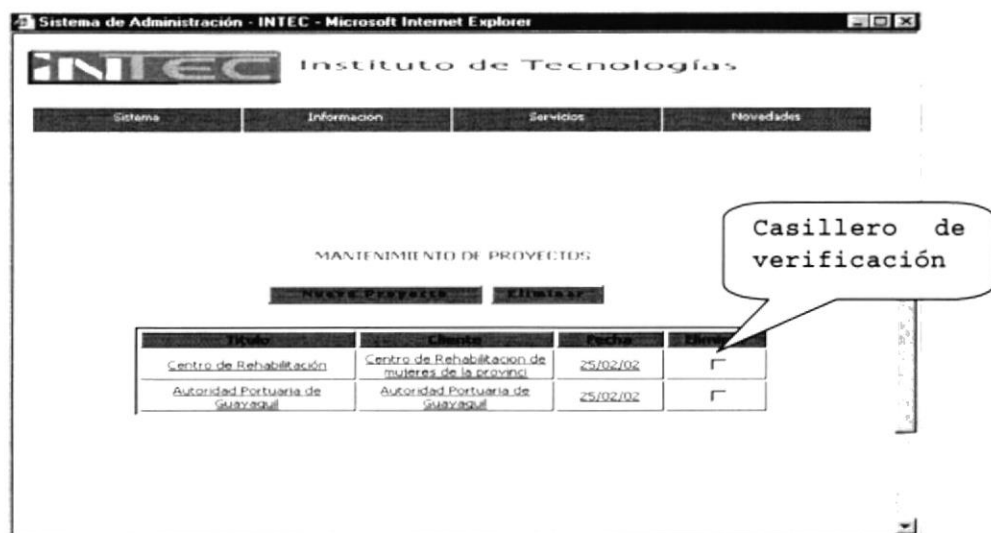 Sistema de Administración - INTEC - Microsoft Internet Explorer
INTEC Instituto de Tecnologías
Sistema Información Servicios Novedades
Casillero de
verificación
MANTENIMIENTO DE PROYECTOS
Nuevo Proyecto Eliminar
Título Cliente Fecha Eliminar
Centro de Rehabilitación Centro de Rehabilitacion de
mujeres de la provinci 25/02/02
Autoridad Portuaria de
Guayaquil Autoridad Portuaria de
Guayaquil 25/02/02